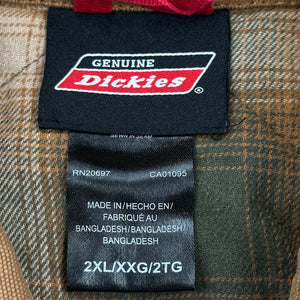 GENUINE
Dickies®
RN20697 CA01095
MADE IN/HECHO EN/
FABRIQUÉ AU
BANGLADESH/BANGLADESH/
BANGLADESH
2XL/XXG/2TG